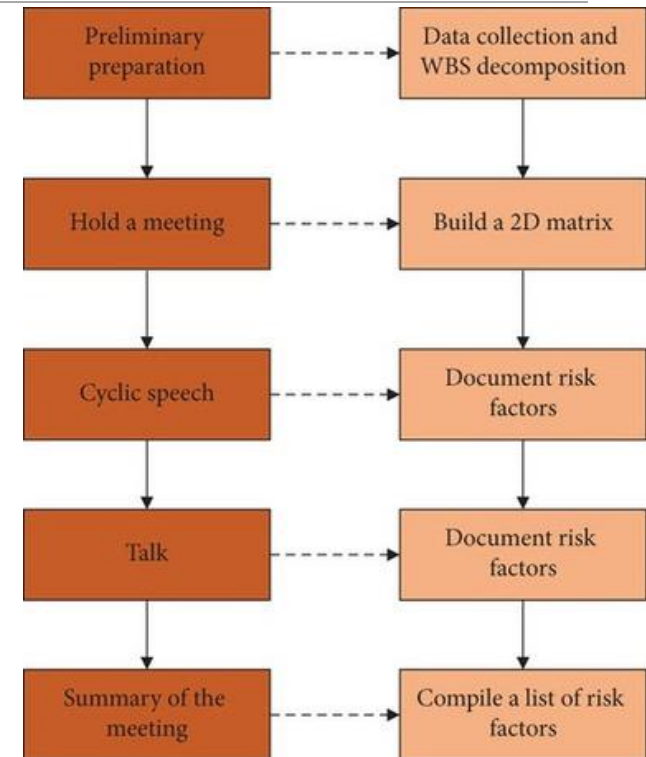 Preliminary
preparation
Data collection and
WBS decomposition
Hold a meeting
Build a 2D matrix
Cyclic speech
Document risk
factors
Talk
Document risk
factors
Summary of the
meeting
Compile a list of risk
factors